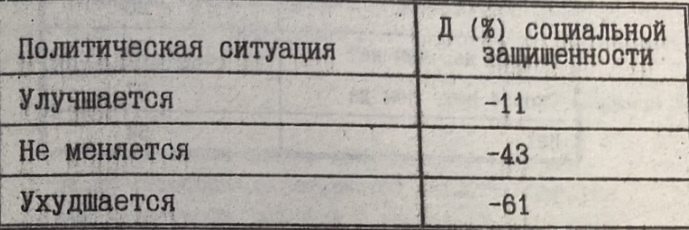 Политическая ситуация
Д (%) социальной
защищенности
Улучшается -11
Не меняется -43
Ухудшается -61